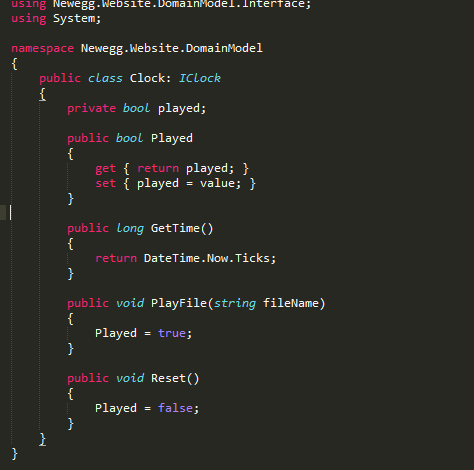 using Newegg.Website.DomainModel.Interface;
using System;
namespace Newegg.Website.DomainModel
{
    public class Clock: IClock
    {
        private bool played;
        public bool Played
        {
            get { return played; }
            set { played = value; }
        }
        public long GetTime()
        {
            return DateTime.Now.Ticks;
        }
        public void PlayFile(string fileName)
        {
            Played = true;
        }
        public void Reset()
        {
            Played = false;
        }
    }
}